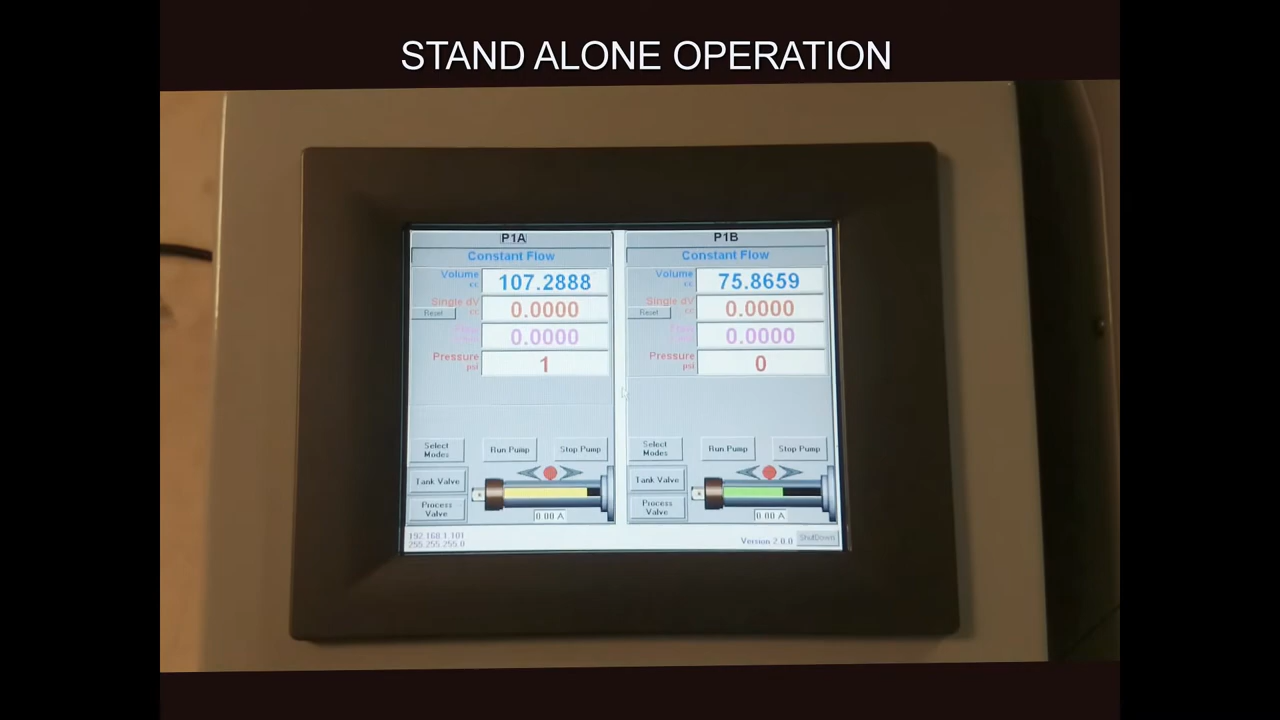 STAND ALONE OPERATION
P1A
Constant Flow
Volume
cc
107.2888
Single dV
cc
Reset
0.0000
0.0000
Pressure
psi
1
Select
Modes
Run Pump
Stop Pump
Tank Valve
Process
Valve
0.00 A
192.168.1.101
255.255.255.0
P1B
Constant Flow
Volume
cc
75.8659
Single dV
cc
Reset
0.0000
0.0000
Pressure
psi
0
Select
Modes
Run Pump
Stop Pump
Tank Valve
Process
Valve
0.00 A
Version 2.0.0
ShutDown